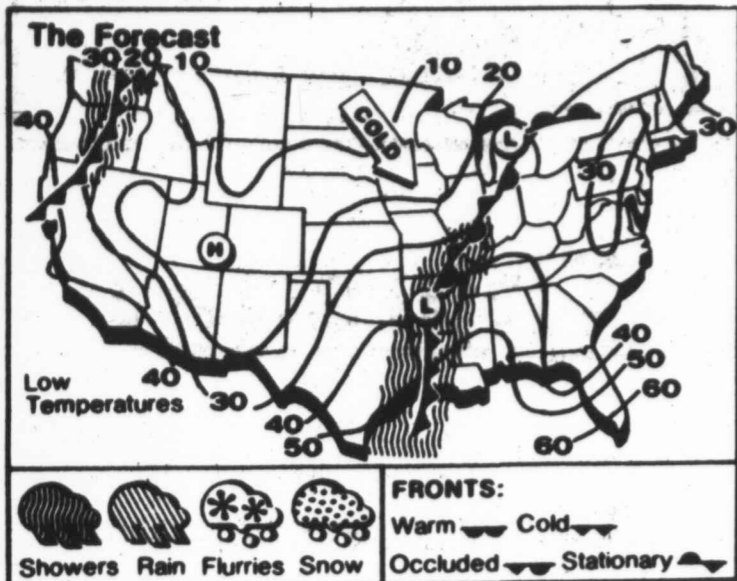 The Forecast
30 20 10
10
20
40
COLD
L
30
30
H
L
Low
Temperatures
40
30
40
50
40
50
60
60
Showers Rain Flurries Snow
FRONTS:
Warm Cold
Occluded Stationary